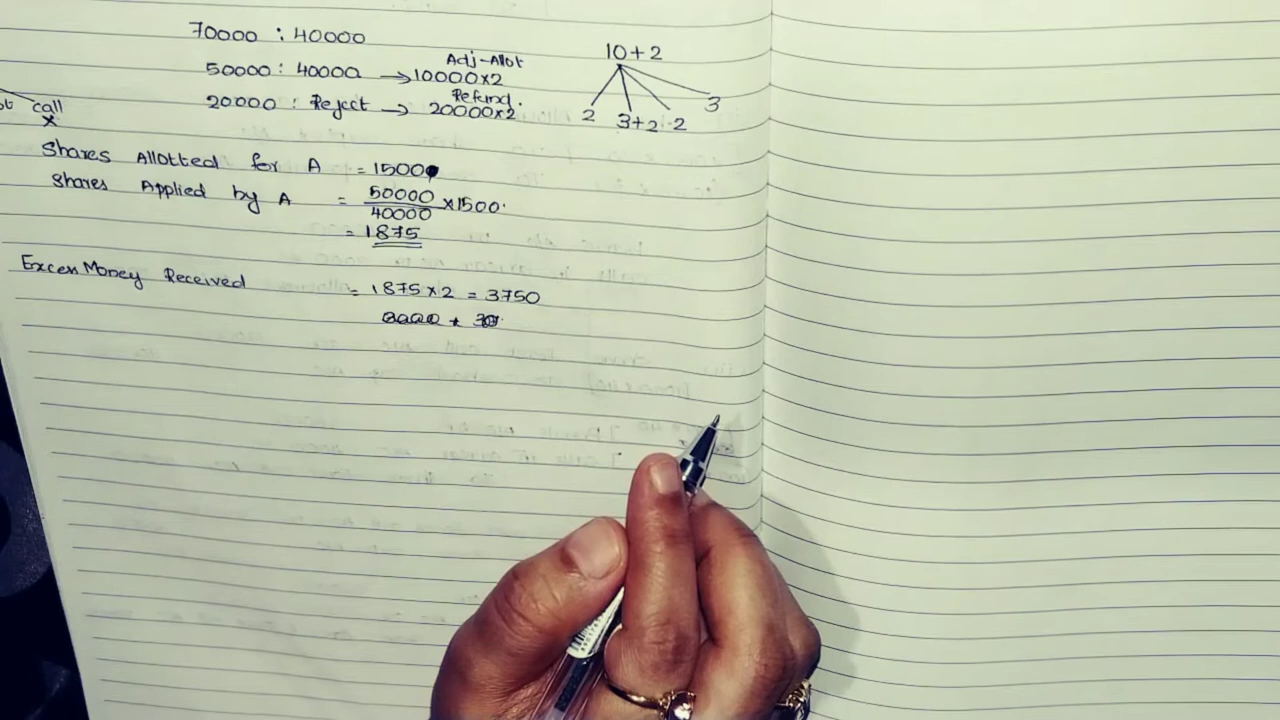 70000 : 40000
50000 : 40000 → Adj-Allot 10000×2
20000 : Reject → Refund. 20000×2
10+2
2 3+2 2 3
call
x
Shares Allotted for A = 1500
Shares Applied by A = 50000/40000 ×1500.
= 1875
Excess Money Received = 1875×2 = 3750